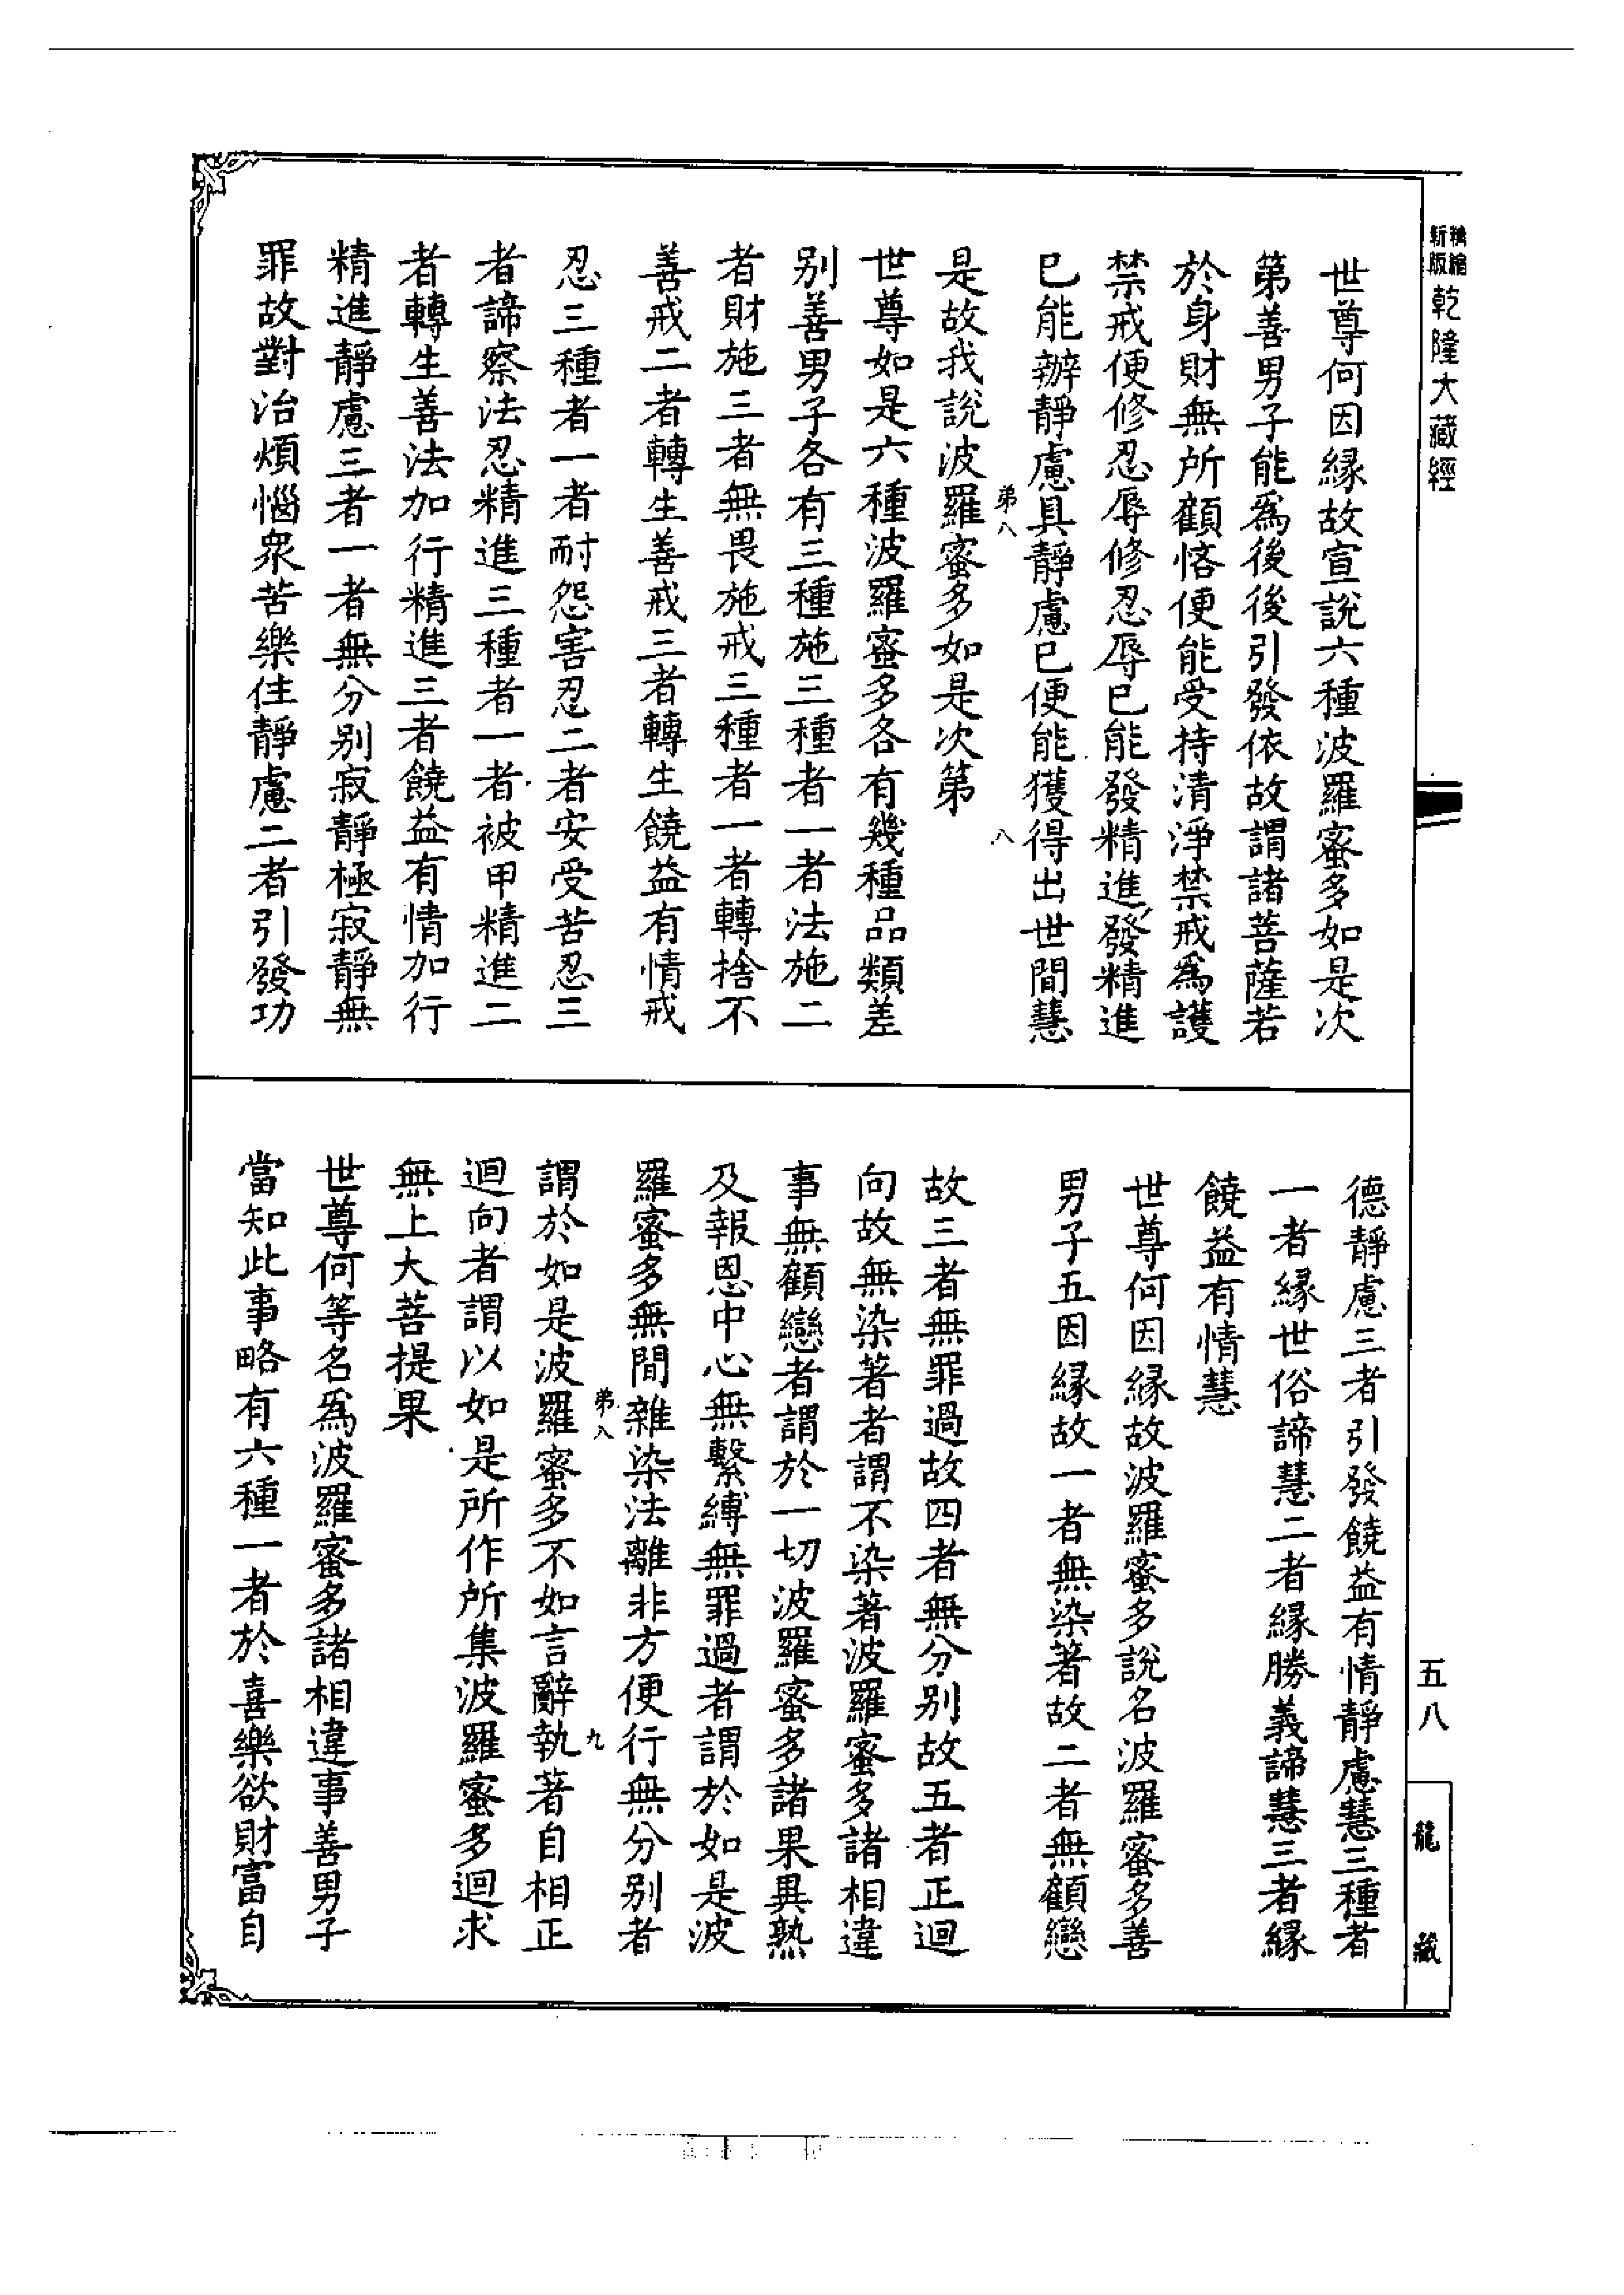 精縮新版乾隆大藏經
世尊何因緣故宣說六種波羅蜜多如是次
第善男子能爲後後引發依故謂諸菩薩若
於身財無所顧悋便能受持清淨禁戒爲護
禁戒便修忍辱修忍辱已能發精進發精進
已能辦靜慮具靜慮已便能獲得出世間慧
弟八 八
是故我說波羅蜜多如是次第
世尊如是六種波羅蜜多各有幾種品類差
別善男子各有三種施三種者一者法施二
者財施三者無畏施戒三種者一者轉捨不
善戒二者轉生善戒三者轉生饒益有情戒
忍三種者一者耐怨害忍二者安受苦忍三
者諦察法忍精進三種者一者被甲精進二
者轉生善法加行精進三者饒益有情加行
精進靜慮三者一者無分別寂靜極寂靜無
罪故對治煩惱衆苦樂住靜慮二者引發功
德靜慮三者引發饒益有情靜慮慧三種者
一者緣世俗諦慧二者緣勝義諦慧三者緣
饒益有情慧
世尊何因緣故波羅蜜多說名波羅蜜多善
男子五因緣故一者無染著故二者無顧戀
故三者無罪過故四者無分別故五者正迴
向故無染著者謂不染著波羅蜜多諸相違
事無顧戀者謂於一切波羅蜜多諸果異熟
及報恩中心無繫縛無罪過者謂於如是波
羅蜜多無間雜染法離非方便行無分別者
弟八 九
謂於如是波羅蜜多不如言辭執著自相正
迴向者謂以如是所作所集波羅蜜多迴求
無上大菩提果
世尊何等名爲波羅蜜多諸相違事善男子
當知此事略有六種一者於喜樂欲財富自
五八
龍藏